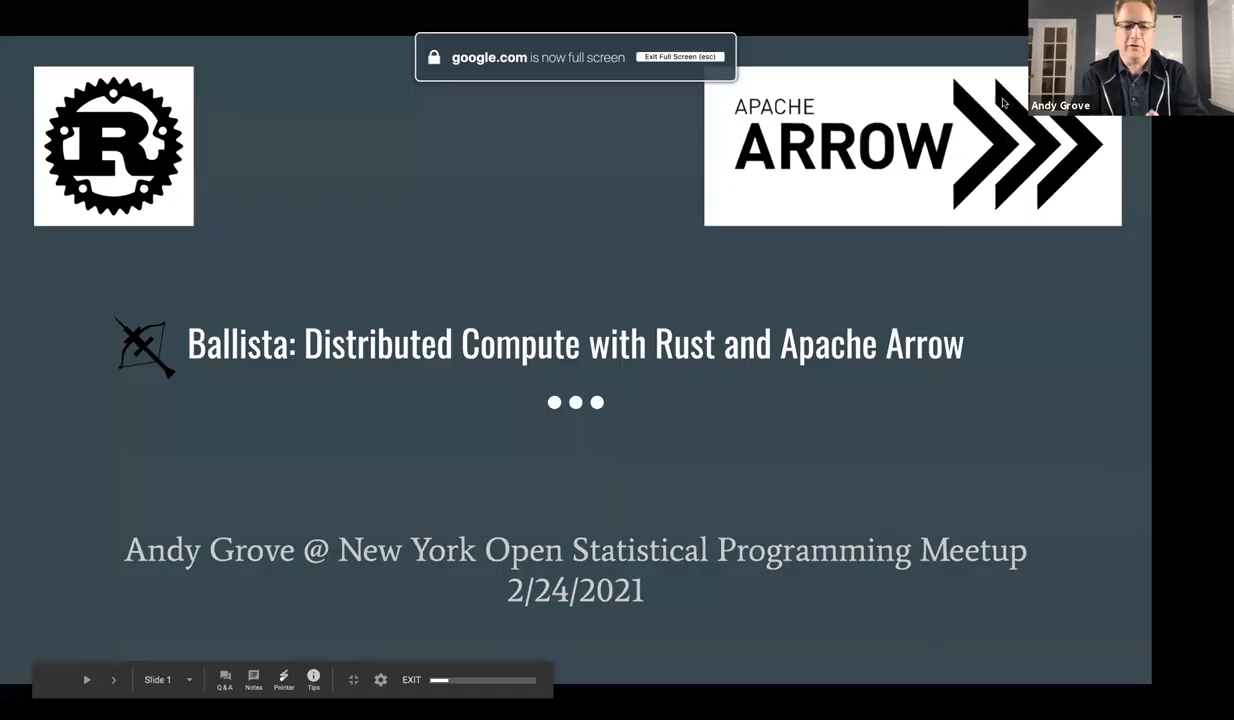 google.com is now full screen
Exit Full Screen (esc)
Andy Grove
R
APACHE
ARROW
Ballista: Distributed Compute with Rust and Apache Arrow
Andy Grove @ New York Open Statistical Programming Meetup
2/24/2021
Slide 1
Q & A
Notes
Pointer
Tips
EXIT